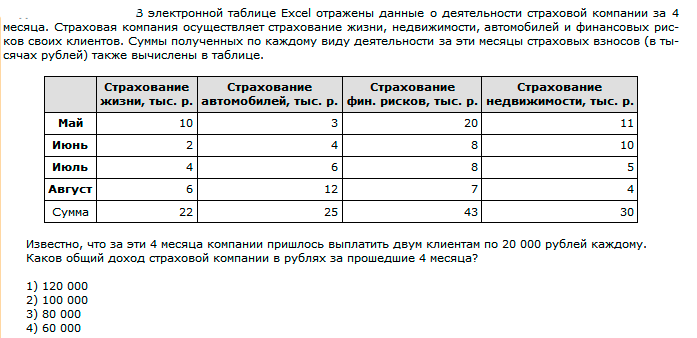 З электронной таблице Excel отражены данные о деятельности страховой компании за 4
месяца. Страховая компания осуществляет страхование жизни, недвижимости, автомобилей и финансовых рис-
ков своих клиентов. Суммы полученных по каждому виду деятельности за эти месяцы страховых взносов (в ты-
сячах рублей) также вычислены в таблице.
Страхование жизни, тыс. р. Страхование автомобилей, тыс. р. Страхование фин. рисков, тыс. р. Страхование недвижимости, тыс. р.
Май 10 3 20 11
Июнь 2 4 8 10
Июль 4 6 8 5
Август 6 12 7 4
Сумма 22 25 43 30
Известно, что за эти 4 месяца компании пришлось выплатить двум клиентам по 20 000 рублей каждому.
Каков общий доход страховой компании в рублях за прошедшие 4 месяца?
1) 120 000
2) 100 000
3) 80 000
4) 60 000